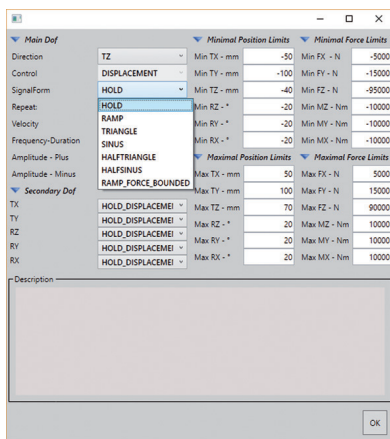 Main Dof
Direction TZ
Control DISPLACEMENT
SignalForm HOLD
Repeat: HOLD
RAMP
Velocity TRIANGLE
SINUS
Frequency-Duration
HALFTRIANGLE
Amplitude - Plus
HALFSINUS
Amplitude - Minus RAMP_FORCE_BOUNDED
Secondary Dof
TX HOLD_DISPLACEMEI
TY HOLD_DISPLACEMEI
RZ HOLD_DISPLACEMEI
RY HOLD_DISPLACEMEI
RX HOLD_DISPLACEMEI
Minimal Position Limits
Min TX - mm -50
Min TY - mm -100
Min TZ - mm -40
Min RZ - ° -20
Min RY - ° -20
Min RX - ° -20
Maximal Position Limits
Max TX - mm 50
Max TY - mm 100
Max TZ - mm 70
Max RZ - ° 20
Max RY - ° 20
Max RX - ° 20
Minimal Force Limits
Min FX - N -5000
Min FY - N -15000
Min FZ - N -95000
Min MZ - Nm -10000
Min MY - Nm -10000
Min MX - Nm -10000
Maximal Force Limits
Max FX - N 5000
Max FY - N 15000
Max FZ - N 90000
Max MZ - Nm 10000
Max MY - Nm 10000
Max MX - Nm 10000
Description
OK